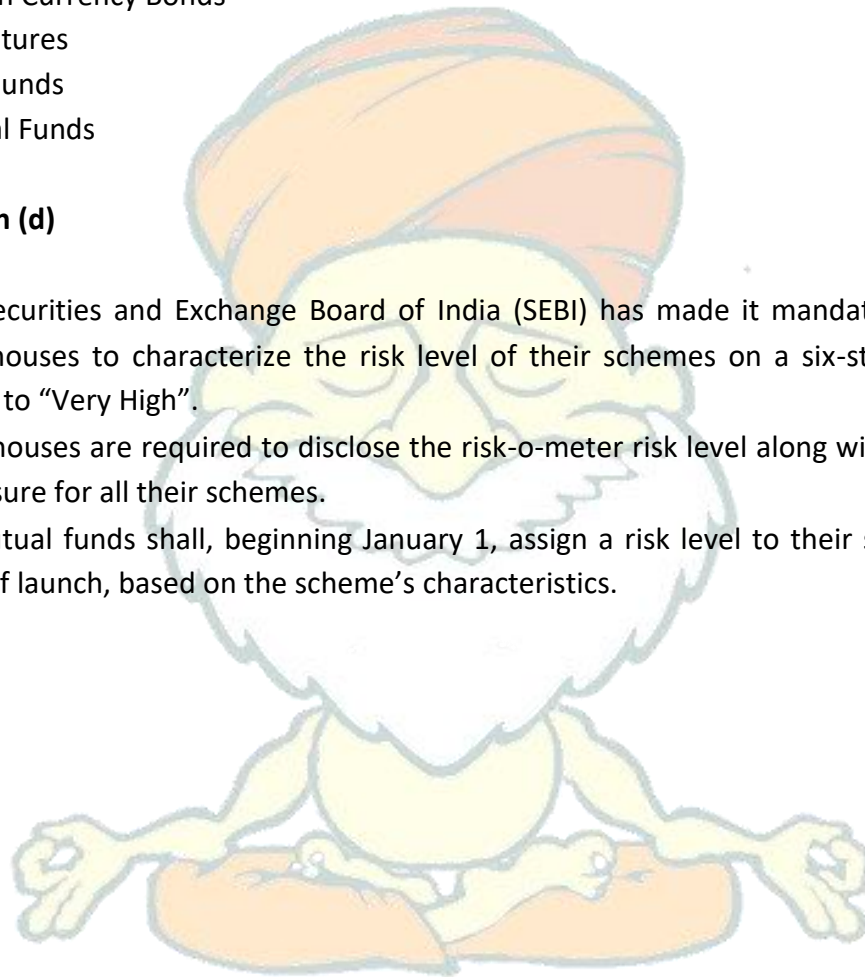 n Currency Bonds
tures
unds
l Funds
n (d)
ecurities and Exchange Board of India (SEBI) has made it mandat
houses to characterize the risk level of their schemes on a six-st
to “Very High”.
houses are required to disclose the risk-o-meter risk level along wi
sure for all their schemes.
tual funds shall, beginning January 1, assign a risk level to their s
f launch, based on the scheme’s characteristics.